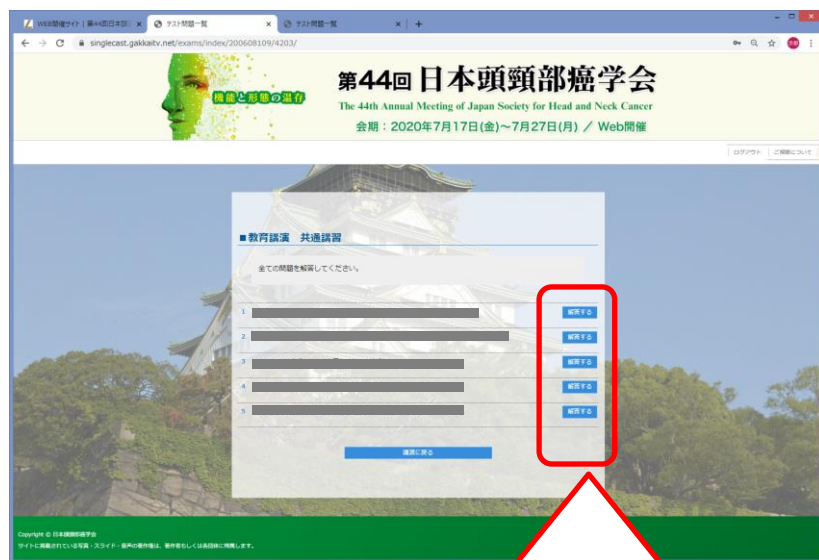 WEB開催サイト | 第44回日本頭
テスト問題一覧
テスト問題一覧
singlecast.gakkaitv.net/exams/index/200608109/4203/
機能と形態の温存
第44回 日本頭頸部癌学会
The 44th Annual Meeting of Japan Society for Head and Neck Cancer
会期：2020年7月17日(金)～7月27日(月) ／ Web開催
ログアウト
ご視聴について
■教育講演 共通講習
全ての問題を解答してください。
1 解答する
2 解答する
3 解答する
4 解答する
5 解答する
講演に戻る
Copyright © 日本頭頸部癌学会
サイトに掲載されている写真・スライド・音声の著作権は、著作者もしくは各団体に帰属します。